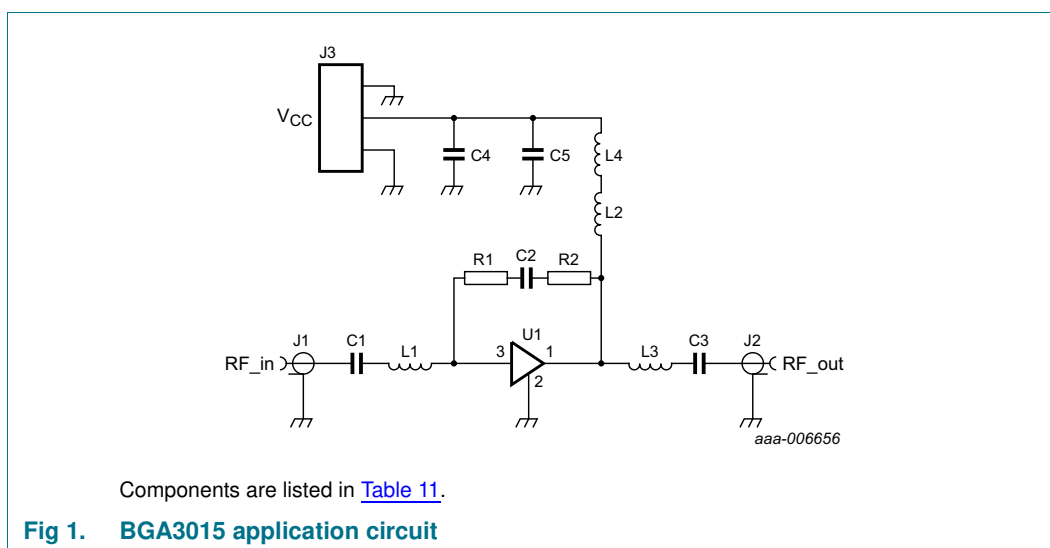 J3
VCC
C4
C5
L4
L2
R1
C2
R2
RF_in
J1
C1
L1
3
U1
1
2
L3
C3
J2
RF_out
aaa-006656
Components are listed in Table 11.
Fig 1. BGA3015 application circuit